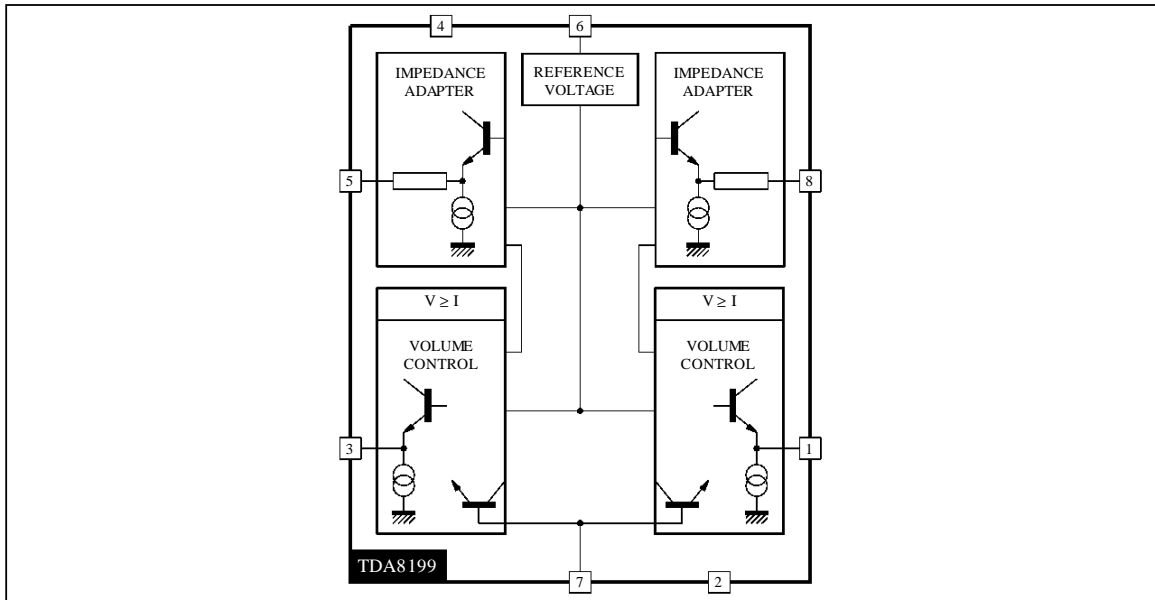 4
6
IMPEDANCE
ADAPTER
REFERENCE
VOLTAGE
IMPEDANCE
ADAPTER
5
8
V ≥ I
V ≥ I
VOLUME
CONTROL
VOLUME
CONTROL
3
1
TDA8199
7
2